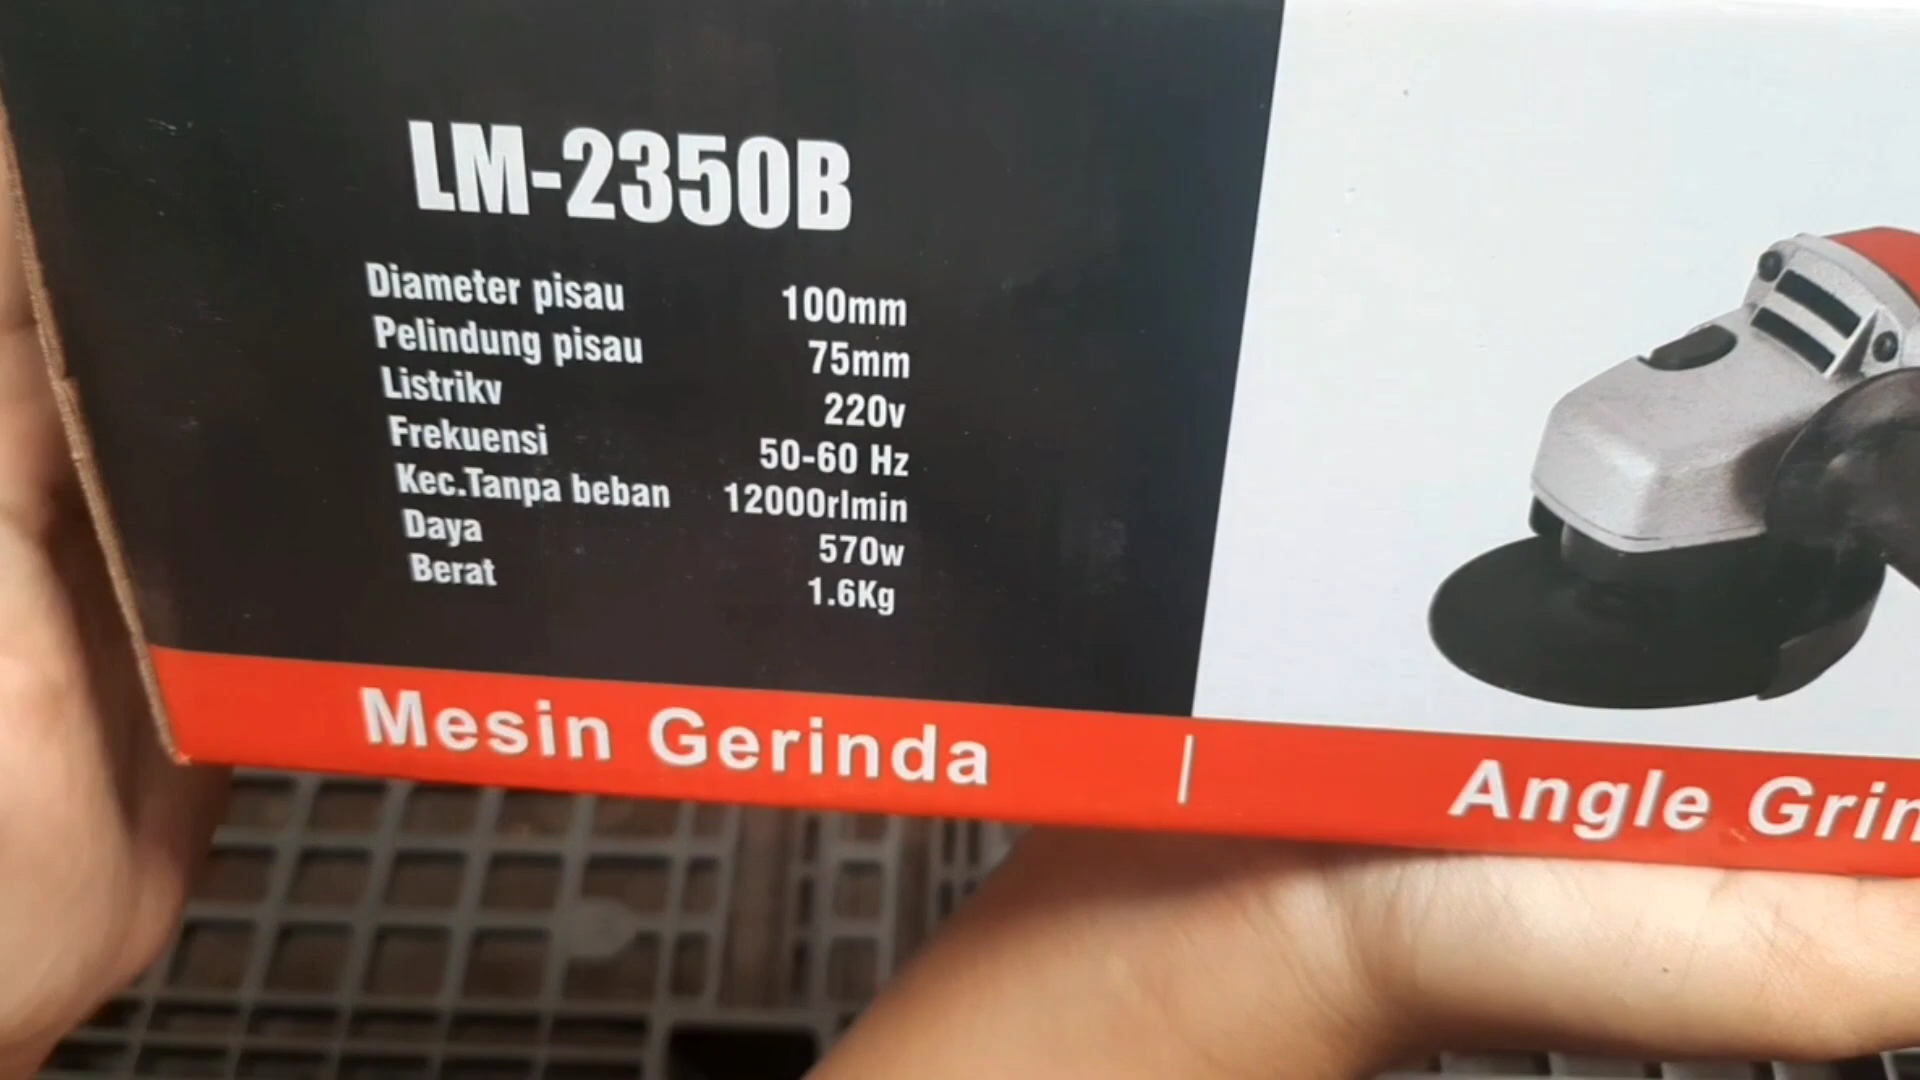 LM-2350B
Diameter pisau 100mm
Pelindung pisau 75mm
Listrikv 220v
Frekuensi 50-60 Hz
Kec.Tanpa beban 12000rlmin
Daya 570w
Berat 1.6Kg
Mesin Gerinda | Angle Grin